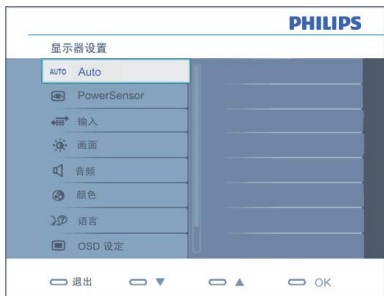 PHILIPS
显示器设置
AUTO Auto
PowerSensor
输入
画面
音频
颜色
语言
OSD 设定
退出 ▼ ▲ OK